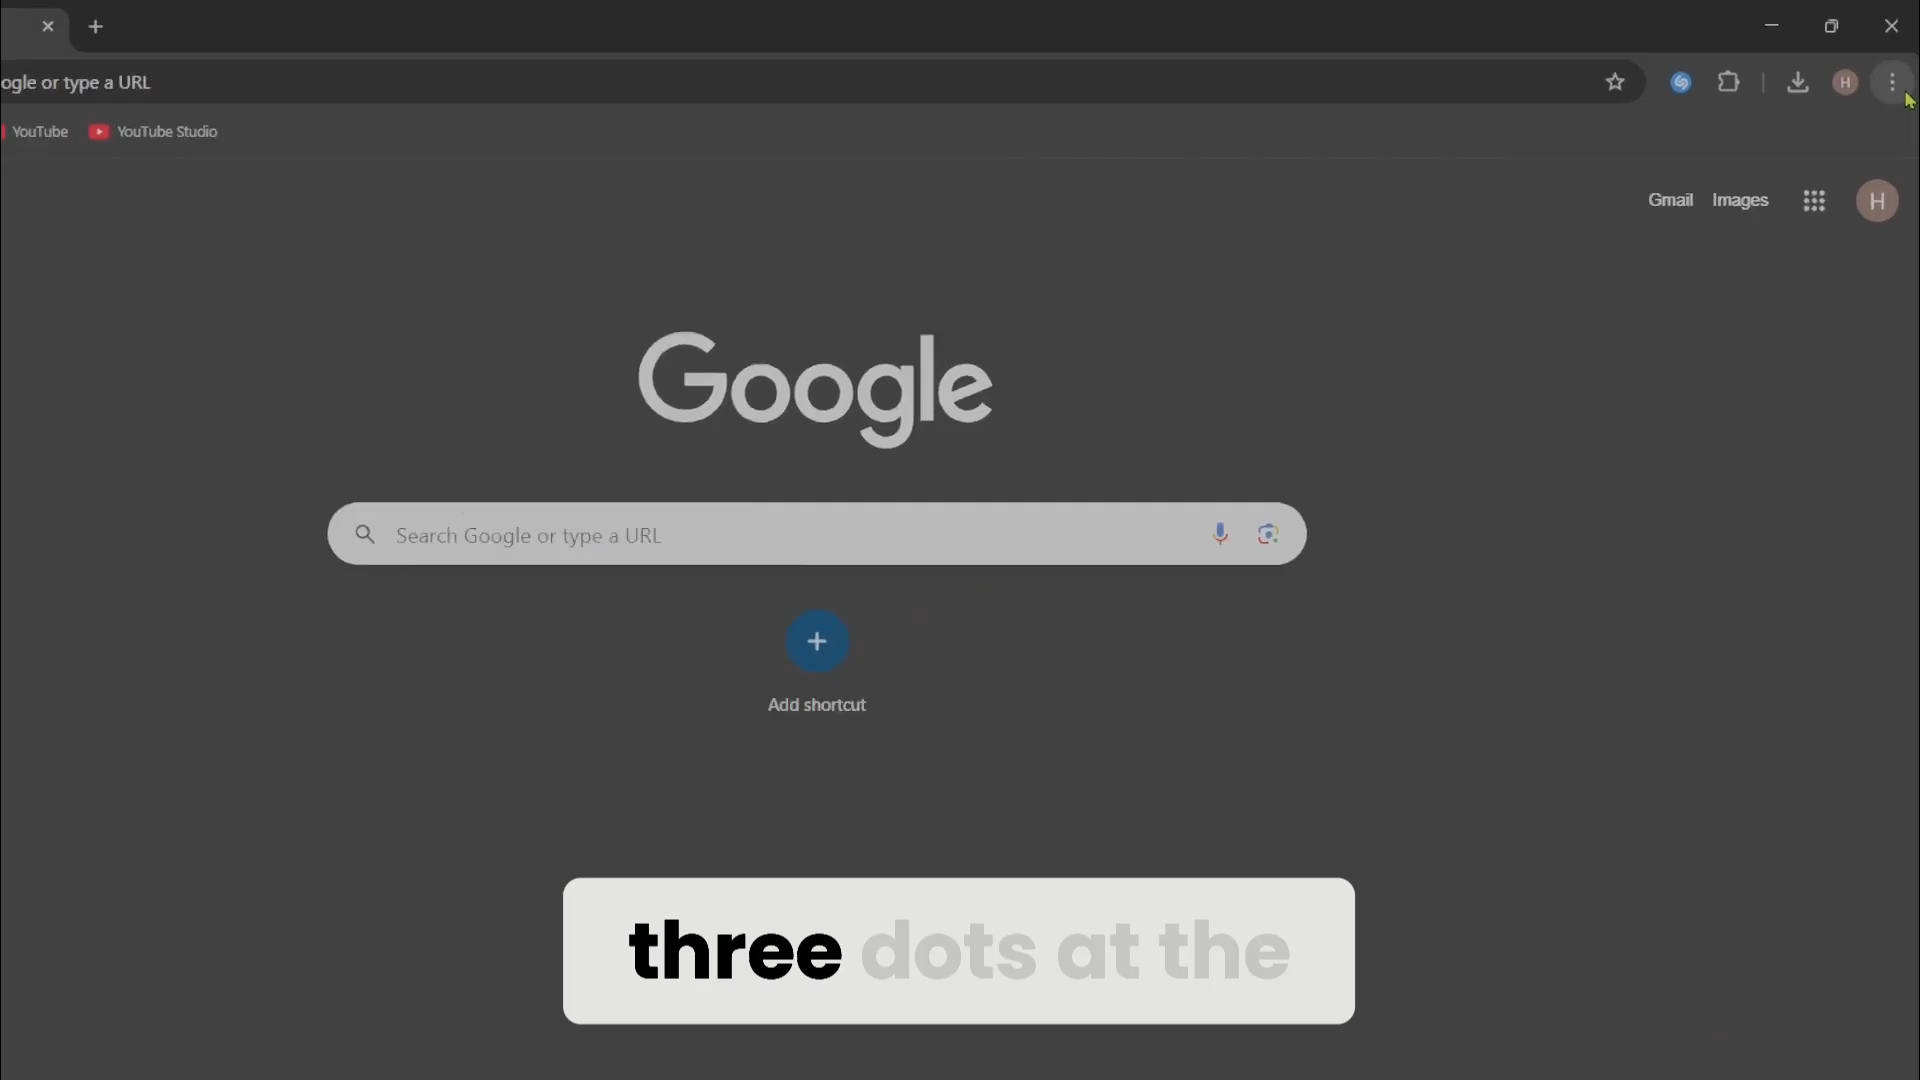 ogle or type a URL
H
YouTube
YouTube Studio
Gmail
Images
H
Google
Search Google or type a URL
Add shortcut
three dots at the